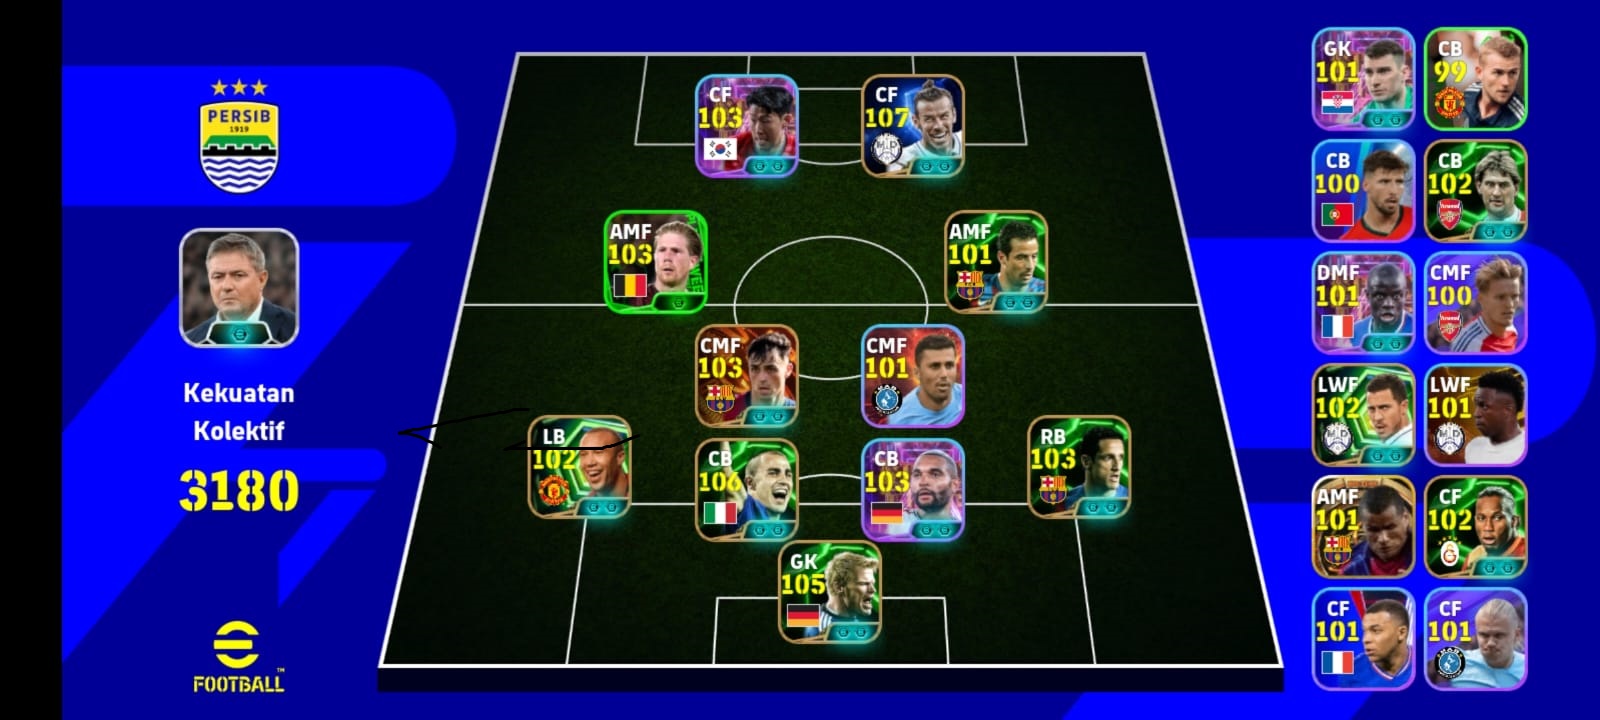 PERSIB
1919
Kekuatan
Kolektif
3180
FOOTBALL™
CF
103
CF
107
AMF
103
AMF
101
CMF
103
CMF
101
LB
102
CB
106
CB
103
RB
103
GK
105
GK
101
CB
99
CB
100
CB
102
DMF
101
CMF
100
LWF
102
LWF
101
AMF
101
CF
102
CF
101
CF
101